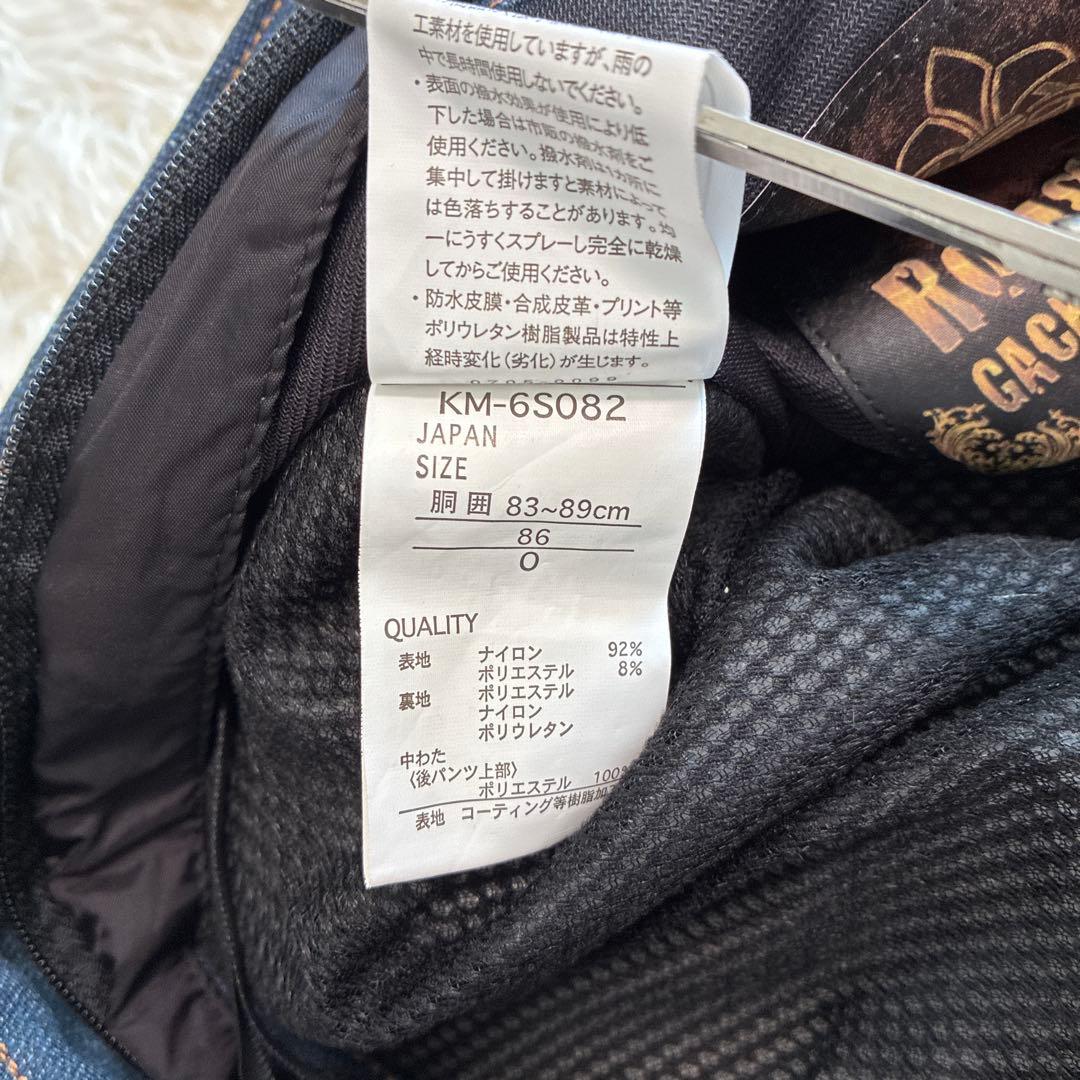 工素材を使用していますが、雨の
中で長時間使用しないでください。
・表面の撥水効果が使用により低
下した場合は市販の撥水剤をご
使用ください。撥水剤は1カ所に
集中して掛けますと素材によって
は色落ちすることがあります。均
一にうすくスプレーし完全に乾燥
してからご使用ください。
・防水皮膜・合成皮革・プリント等
ポリウレタン樹脂製品は特性上
経時変化(劣化)が生じます。
KM-6S082
JAPAN
SIZE
胴囲 83~89cm
86
O
QUALITY
表地 ナイロン 92%
ポリエステル 8%
裏地 ポリエステル
ナイロン
ポリウレタン
中わた
〈後パンツ上部〉
ポリエステル 100%
表地 コーティング等樹脂加
GAC